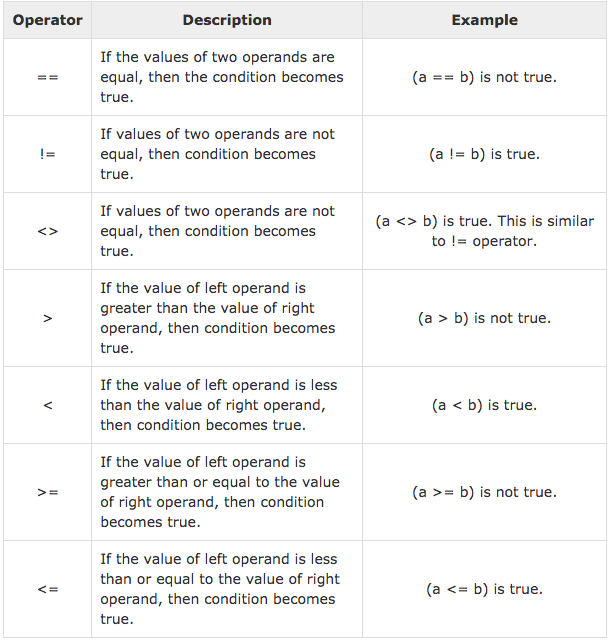 Operator Description Example
If the values of two operands are
== equal, then the condition becomes (a == b) is not true.
true.
If values of two operands are not
!= equal, then condition becomes (a != b) is true.
true.
If values of two operands are not
<> equal, then condition becomes (a <> b) is true. This is similar
true. to != operator.
If the value of left operand is
> greater than the value of right (a > b) is not true.
operand, then condition becomes
true.
If the value of left operand is less
< than the value of right operand, (a < b) is true.
then condition becomes true.
If the value of left operand is
>= greater than or equal to the value (a >= b) is not true.
of right operand, then condition
becomes true.
If the value of left operand is less
<= than or equal to the value of right (a <= b) is true.
operand, then condition becomes
true.